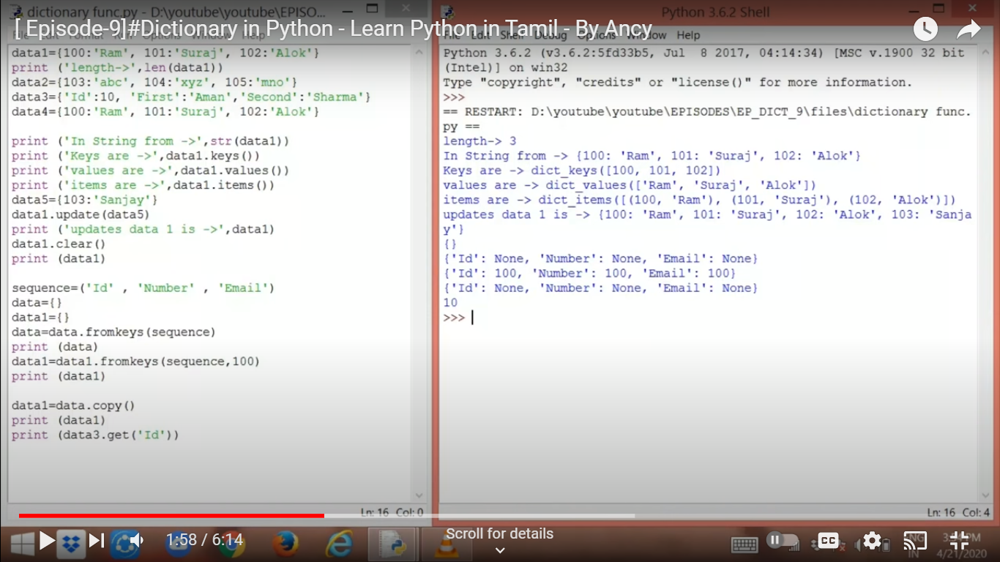 dictionary func.py - D:\youtube\youtube\EPISO...
Python 3.6.2 Shell
[ Episode-9]#Dictionary in Python - Learn Python in Tamil - By Ancy
File Edit Shell Debug Options Window Help
data1={100:'Ram', 101:'Suraj', 102:'Alok'}
print ('length->',len(data1))
data2={103:'abc', 104:'xyz', 105:'mno'}
data3={'Id':10, 'First':'Aman','Second':'Sharma'}
data4={100:'Ram', 101:'Suraj', 102:'Alok'}
print ('In String from ->',str(data1))
print ('Keys are ->',data1.keys())
print ('values are ->',data1.values())
print ('items are ->',data1.items())
data5={103:'Sanjay'}
data1.update(data5)
print ('updates data 1 is ->',data1)
data1.clear()
print (data1)
sequence=('Id' , 'Number' , 'Email')
data={}
data1={}
data=data.fromkeys(sequence)
print (data)
data1=data1.fromkeys(sequence,100)
print (data1)
data1=data.copy()
print (data1)
print (data3.get('Id'))
Ln: 16 Col: 0
Python 3.6.2 (v3.6.2:5fd33b5, Jul 8 2017, 04:14:34) [MSC v.1900 32 bit
(Intel)] on win32
Type "copyright", "credits" or "license()" for more information.
>>>
== RESTART: D:\youtube\youtube\EPISODES\EP_DICT_9\files\dictionary func.
py ==
length-> 3
In String from -> {100: 'Ram', 101: 'Suraj', 102: 'Alok'}
Keys are -> dict_keys([100, 101, 102])
values are -> dict_values(['Ram', 'Suraj', 'Alok'])
items are -> dict_items([(100, 'Ram'), (101, 'Suraj'), (102, 'Alok')])
updates data 1 is -> {100: 'Ram', 101: 'Suraj', 102: 'Alok', 103: 'Sanja
y'}
{}
{'Id': None, 'Number': None, 'Email': None}
{'Id': 100, 'Number': 100, 'Email': 100}
{'Id': None, 'Number': None, 'Email': None}
10
>>>
Ln: 16 Col: 4
1:58 / 6:14
Scroll for details
CC
IN
4/21/2020